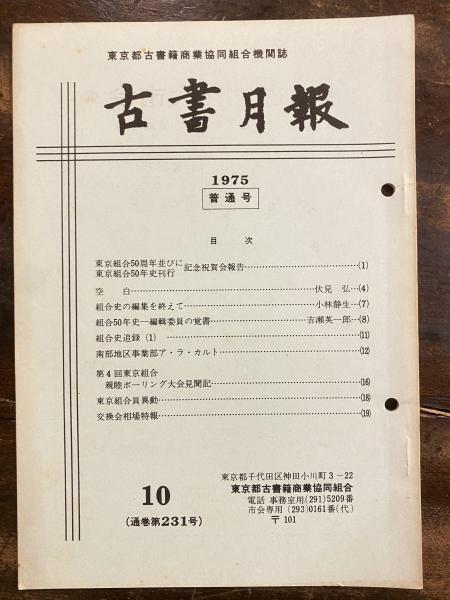 東京都古書籍商業協同組合機関誌
古書月報
1975
普通号
目次
東京組合50周年並びに
東京組合50年史刊行 記念祝賀会報告……(1)
空 白……伏見 弘…(4)
組合史の編集を終えて……小林静生…(7)
組合50年史一編輯委員の覚書……吉瀬英一郎…(8)
組合史追録(1)……(11)
南部地区事業部ア・ラ・カルト……(12)
第4回東京組合
親睦ボーリング大会見聞記……(16)
東京組合員異動……(18)
交換会相場特報……(19)
10
(通巻第231号)
東京都千代田区神田小川町3-22
東京都古書籍商業協同組合
電話 事務室用(291)5209番
市会専用(293)0161番(代)
〒101